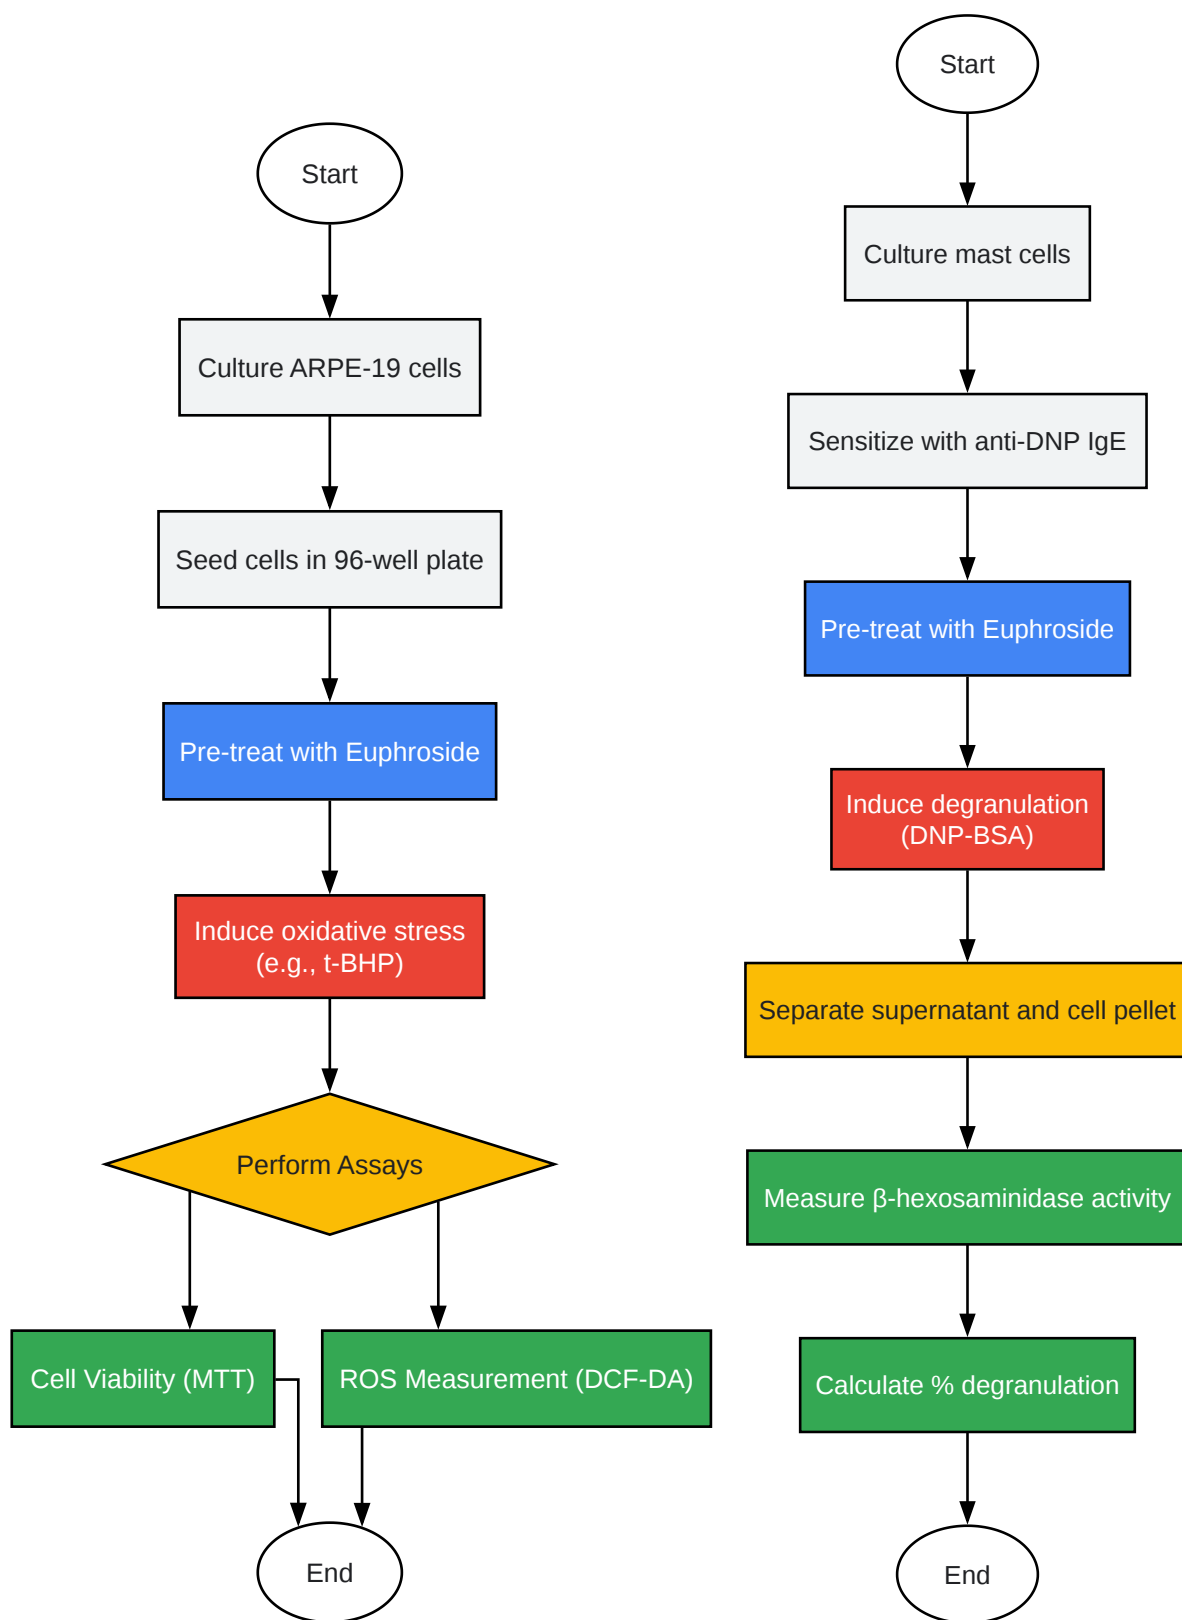 Start
Culture ARPE-19 cells
Seed cells in 96-well plate
Pre-treat with Euphroside
Induce oxidative stress
(e.g., t-BHP)
Perform Assays
Cell Viability (MTT)
ROS Measurement (DCF-DA)
End
Start
Culture mast cells
Sensitize with anti-DNP IgE
Pre-treat with Euphroside
Induce degranulation
(DNP-BSA)
Separate supernatant and cell pellet
Measure β-hexosaminidase activity
Calculate % degranulation
End